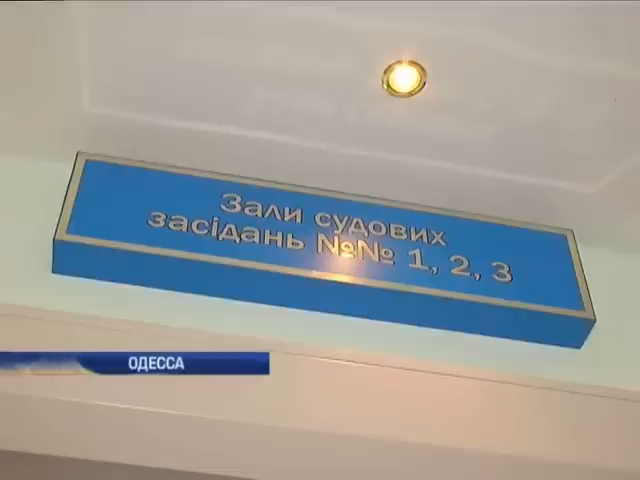 Зали судових
засідань №№ 1, 2, 3
ОДЕССА